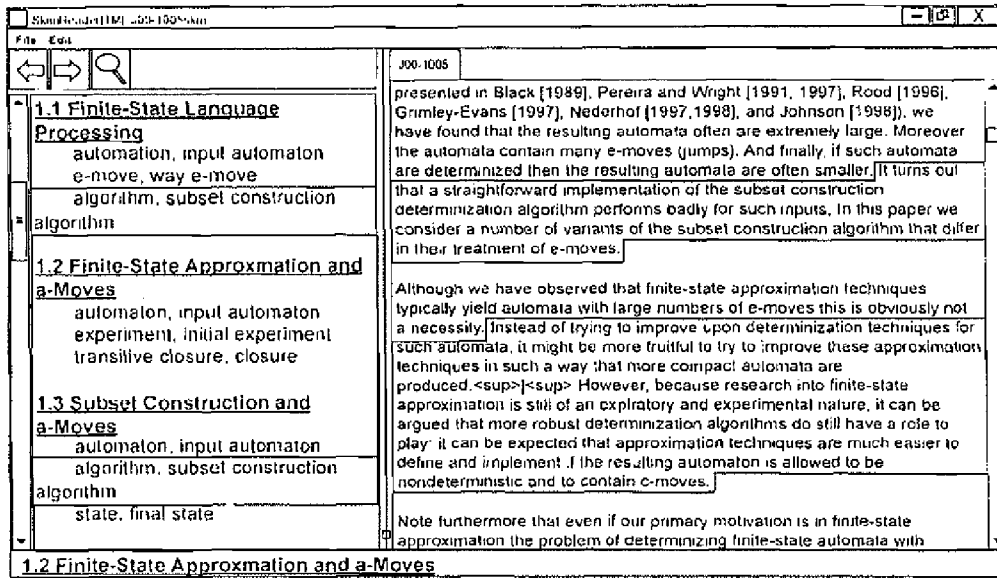 SkimReader[TM]
X
File Edit
J00-1005
1.1 Finite-State Language
Processing
automation, input automaton
e-move, way e-move
algorithm, subset construction
algorithm
1.2 Finite-State Approxmation and
a-Moves
automaton, input automaton
experiment, initial experiment
transitive closure, closure
1.3 Subset Construction and
a-Moves
automaton, input automaton
algorithm, subset construction
algorithm
state, final state
presented in Black [1989], Pereira and Wright [1991, 1997], Rood [1996],
Grimley-Evans [1997], Nederhof [1997,1998], and Johnson [1998]), we
have found that the resulting automata often are extremely large. Moreover
the automata contain many e-moves (jumps). And finally, if such automata
are determinized then the resulting automata are often smaller. It turns out
that a straightforward implementation of the subset construction
determinization algorithm performs badly for such inputs, In this paper we
consider a number of variants of the subset construction algorithm that differ
in their treatment of e-moves.
Although we have observed that finite-state approximation techniques
typically yield automata with large numbers of e-moves this is obviously not
a necessity. Instead of trying to improve upon determinization techniques for
such automata, it might be more fruitful to try to improve these approximation
techniques in such a way that more compact automata are
produced.<sup>|<sup> However, because research into finite-state
approximation is still of an explratory and experimental nature, it can be
argued that more robust determinization algorithms do still have a role to
play: it can be expected that approximation techniques are much easier to
define and implement if the resulting automaton is allowed to be
nondeterministic and to contain c-moves.
Note furthermore that even if our primary motivation is in finite-state
approximation the problem of determinizing finite-state automata with
1.2 Finite-State Approxmation and a-Moves